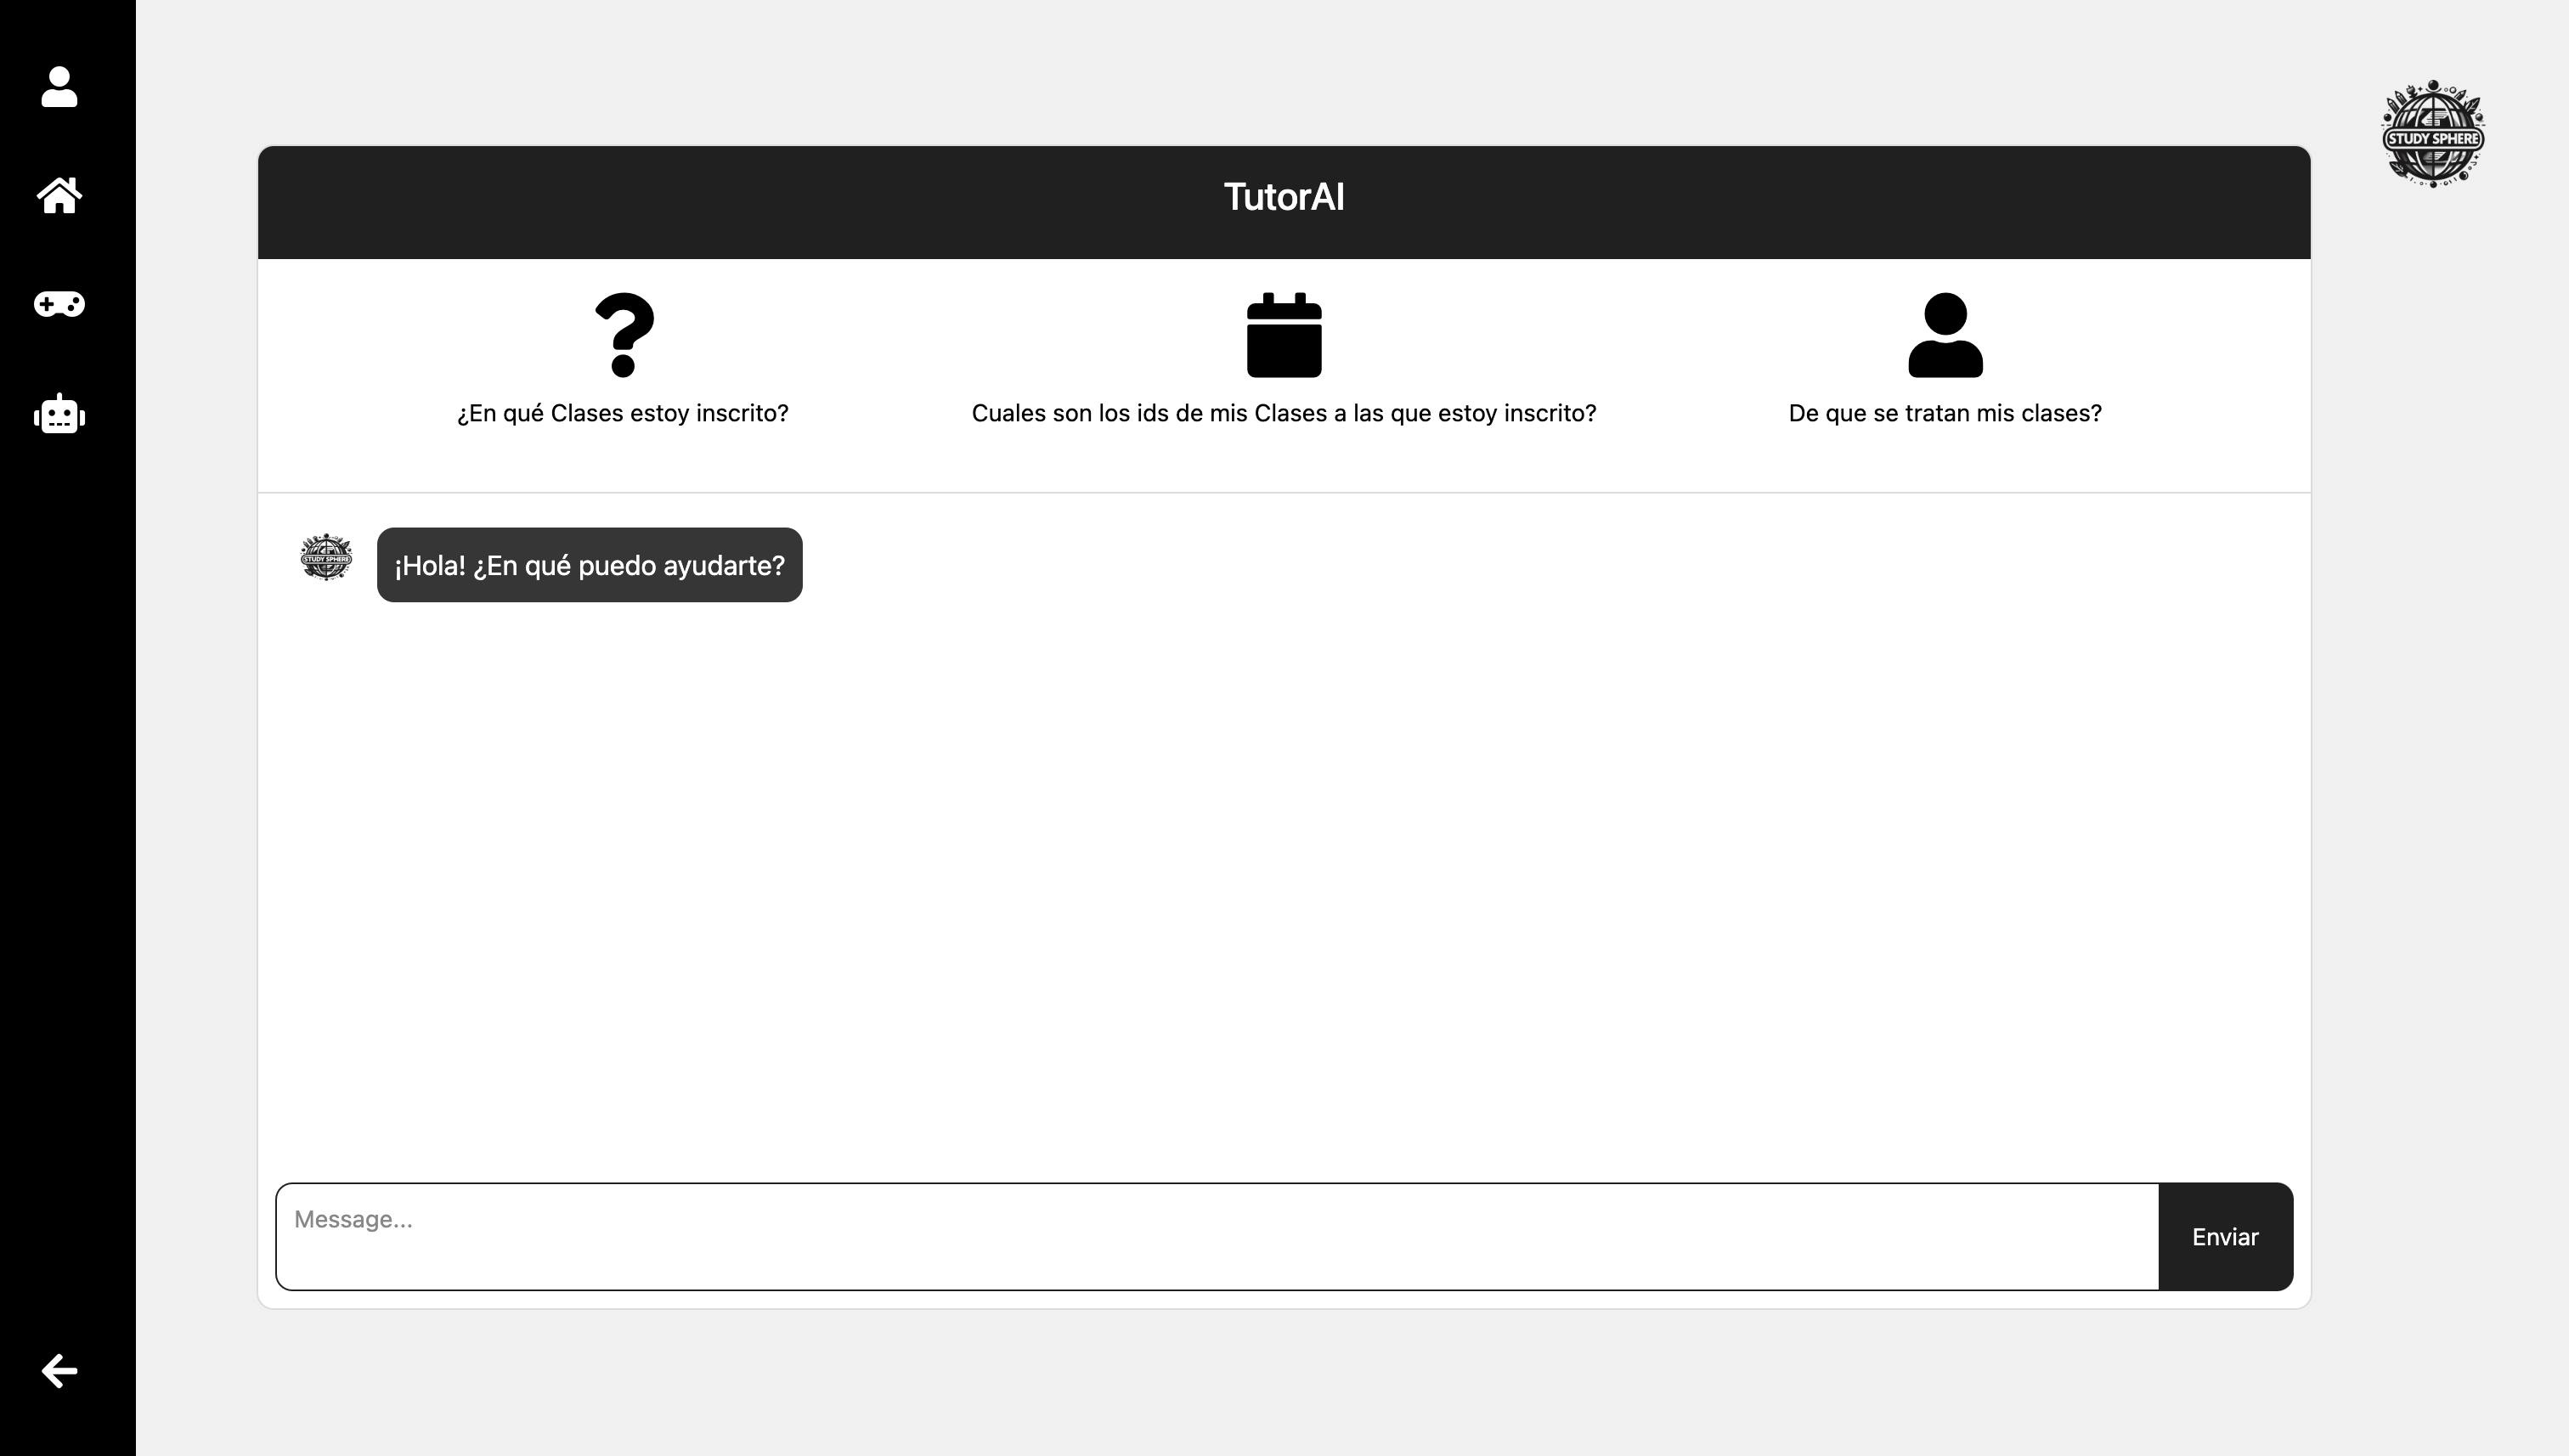 STUDY SPHERE
TutorAI
¿En qué Clases estoy inscrito?
Cuales son los ids de mis Clases a las que estoy inscrito?
De que se tratan mis clases?
STUDY SPHERE
¡Hola! ¿En qué puedo ayudarte?
Message...
Enviar